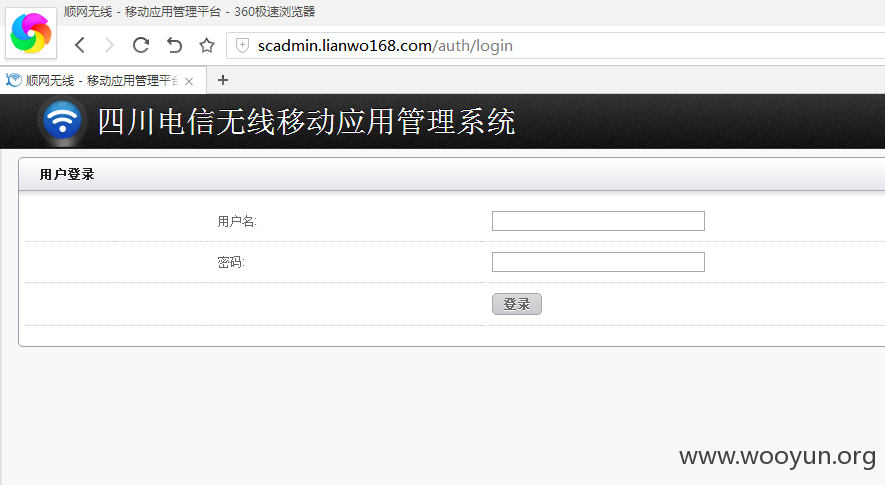 顺网无线 - 移动应用管理平台 - 360极速浏览器
scadmin.lianwo168.com/auth/login
顺网无线 - 移动应用管理平台
四川电信无线移动应用管理系统
用户登录
用户名:
密码:
登录
www.wooyun.org